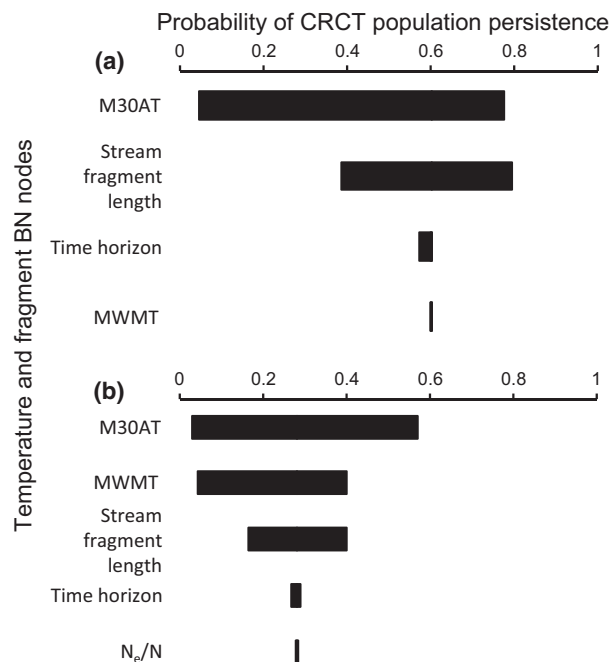 Probability of CRCT population persistence
(a)
0 0.2 0.4 0.6 0.8 1
M30AT
Stream
fragment
length
Time horizon
MWMT
(b)
0 0.2 0.4 0.6 0.8 1
M30AT
MWMT
Stream
fragment
length
Time horizon
Ne/N
Temperature and fragment BN nodes